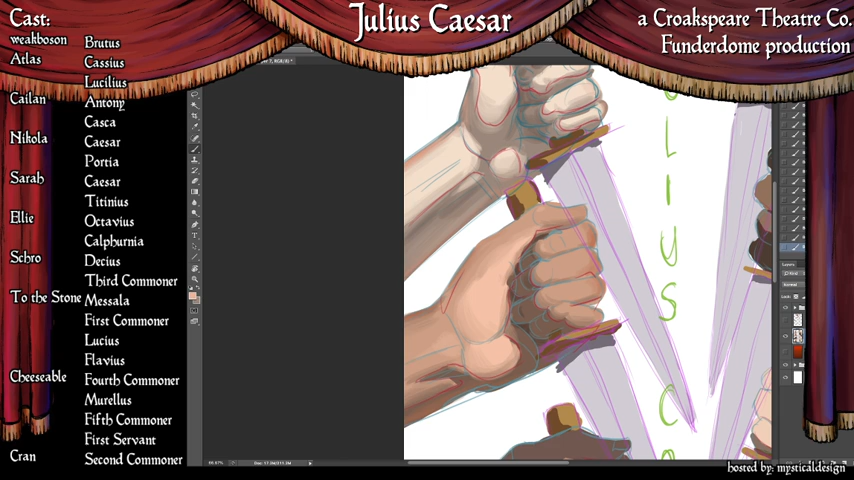 Cast:
Julius Caesar
a Croakspeare Theatre Co.
Funderdome production
weakboson Brutus
Atlas Cassius
Lucilius
Cailan Antony
Casca
Nikola Caesar
Portia
Sarah Caesar
Titinius
Ellie Octavius
Calphurnia
Schro Decius
Third Commoner
To the Stone Messala
First Commoner
Lucius
Flavius
Cheeseable Fourth Commoner
Murellus
Fifth Commoner
First Servant
Cran Second Commoner
L
I
U
S
C
hosted by: mysticaldesign